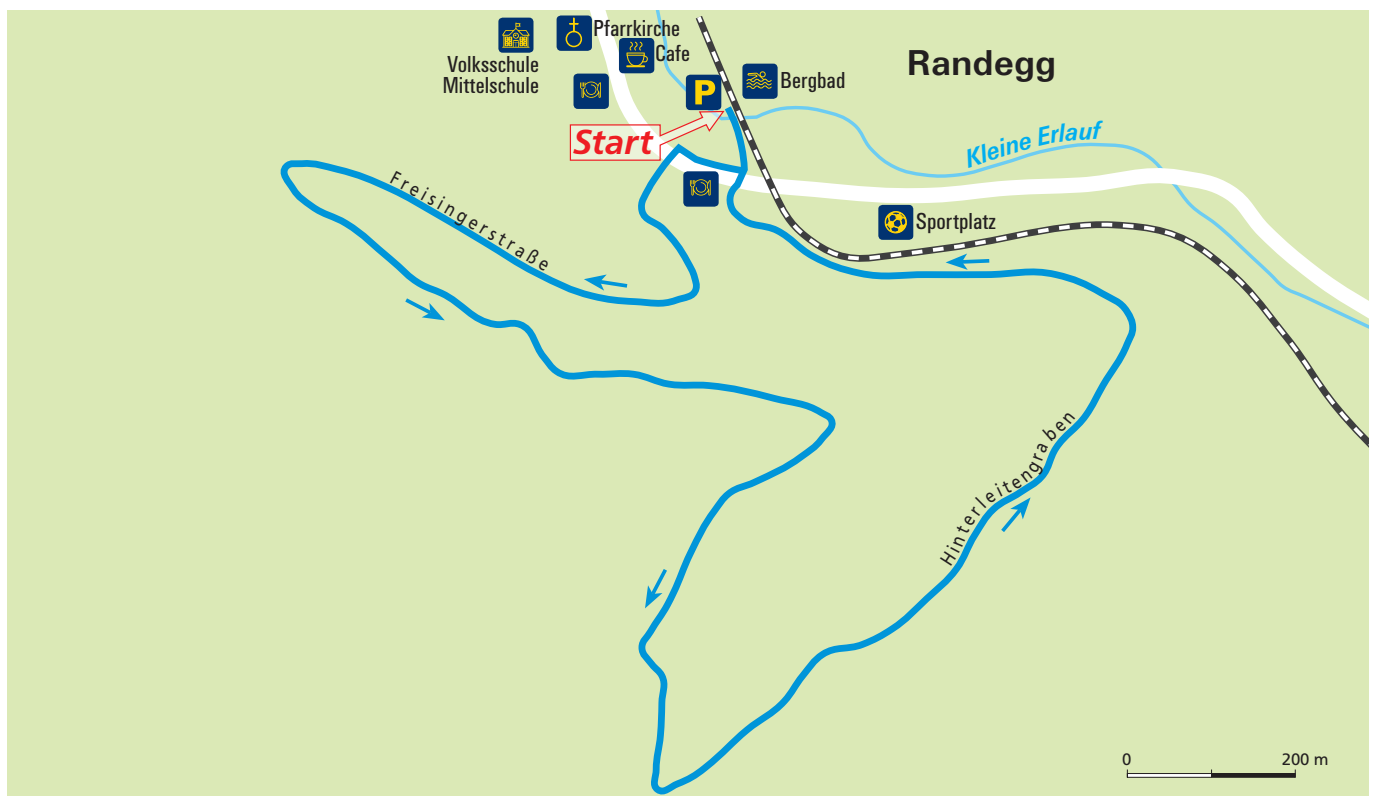 Pfarrkirche
Volksschule
Mittelschule
Cafe
P
Bergbad
Randegg
Start
Kleine Erlauf
Freisingerstraße
Sportplatz
Hinterleitengraben
0 200 m